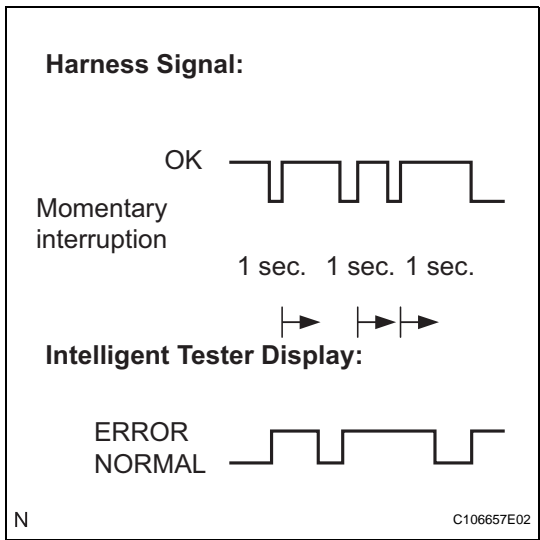 Harness Signal:
OK
Momentary
interruption
1 sec. 1 sec. 1 sec.
Intelligent Tester Display:
ERROR
NORMAL
N
C106657E02